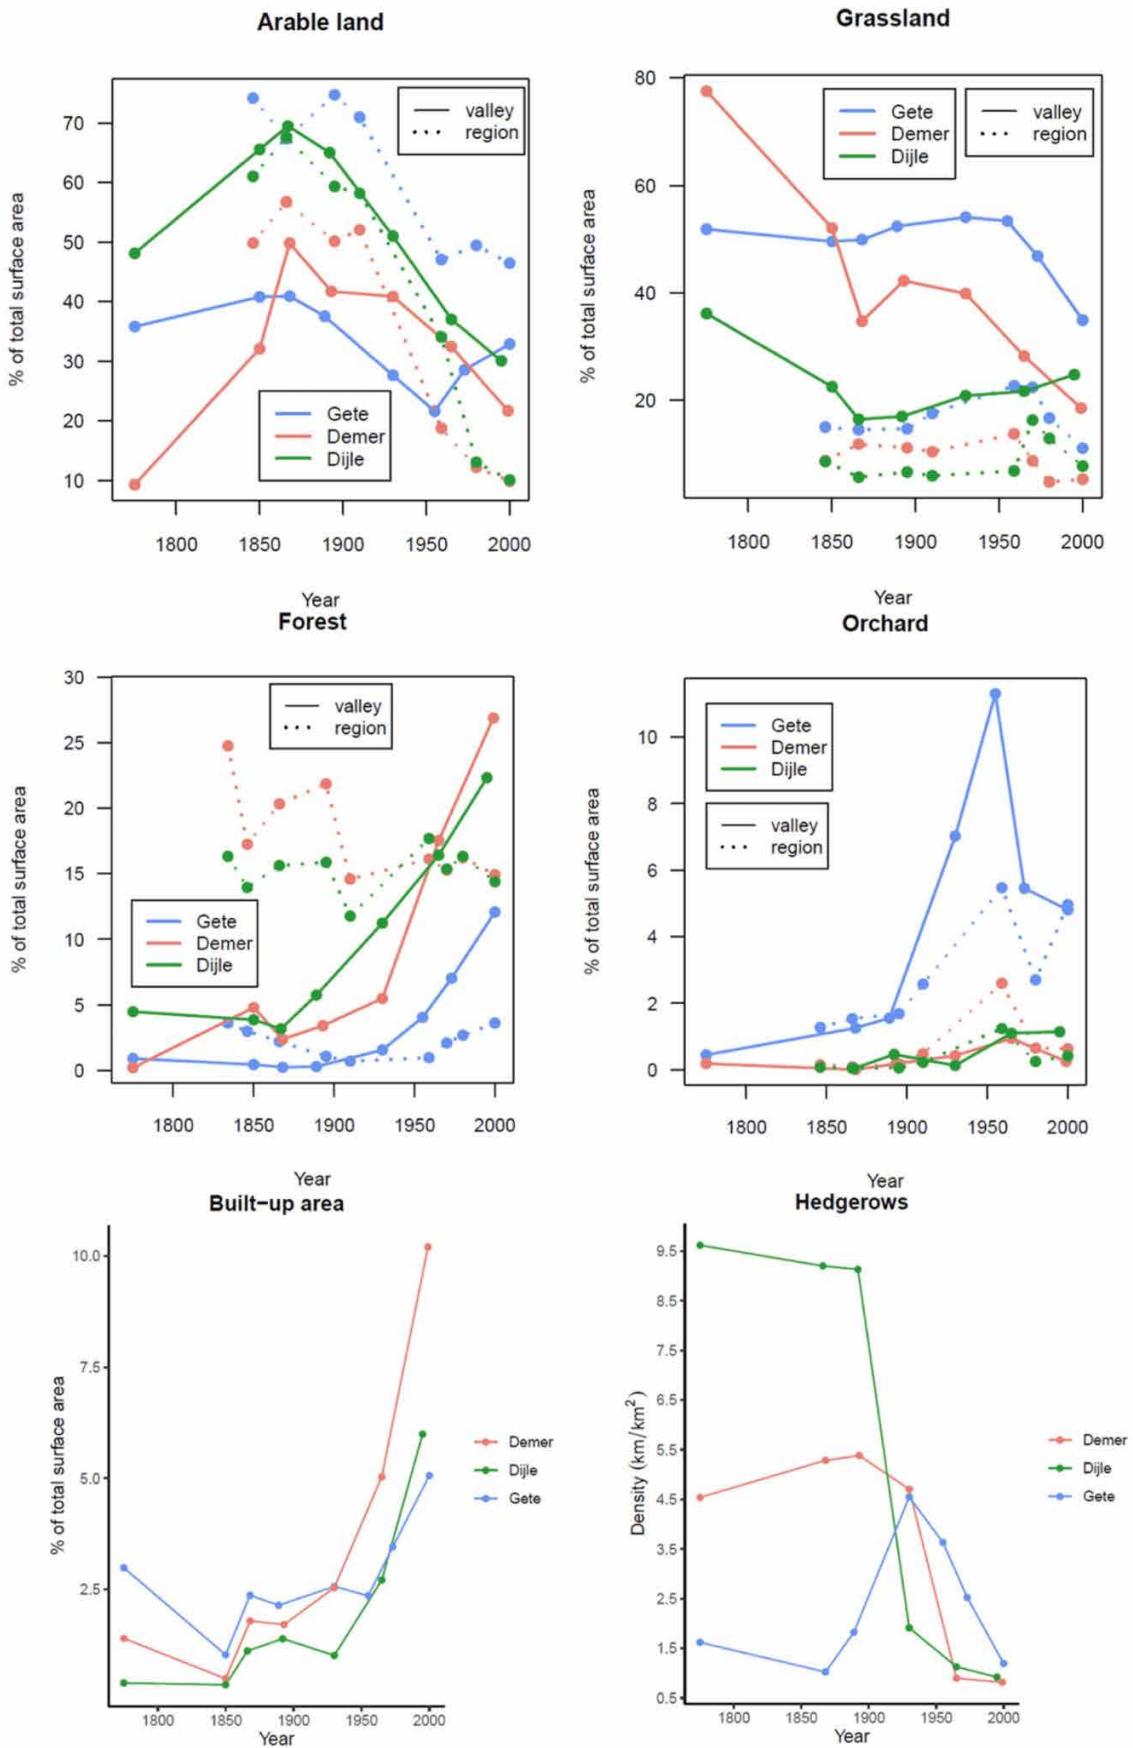 Arable land
% of total surface area
70
60
50
40
30
20
10
valley
region
Gete
Demer
Dijle
1800 1850 1900 1950 2000
Year
Grassland
% of total surface area
80
60
40
20
Gete
Demer
Dijle
valley
region
1800 1850 1900 1950 2000
Year
Forest
% of total surface area
30
25
20
15
10
5
0
valley
region
Gete
Demer
Dijle
1800 1850 1900 1950 2000
Year
Orchard
% of total surface area
10
8
6
4
2
0
Gete
Demer
Dijle
valley
region
1800 1850 1900 1950 2000
Year
Built−up area
% of total surface area
10.0
7.5
5.0
2.5
Demer
Dijle
Gete
1800 1850 1900 1950 2000
Year
Hedgerows
Density (km/km²)
9.5
8.5
7.5
6.5
5.5
4.5
3.5
2.5
1.5
0.5
Demer
Dijle
Gete
1800 1850 1900 1950 2000
Year